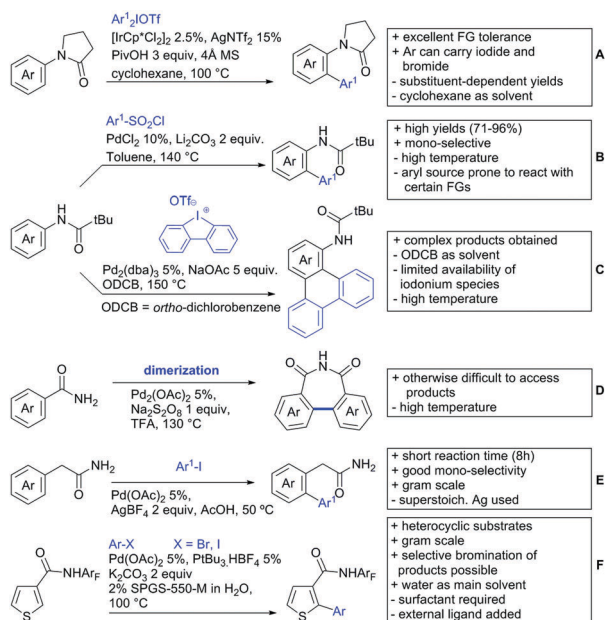 Ar¹₂IOTf
[IrCp*Cl₂]₂ 2.5%, AgNTf₂ 15%
PivOH 3 equiv, 4Å MS
cyclohexane, 100 °C
Ar
N
O
Ar
N
O
Ar¹
+ excellent FG tolerance
+ Ar can carry iodide and
bromide
- substituent-dependent yields
- cyclohexane as solvent
A
Ar¹-SO₂Cl
PdCl₂ 10%, Li₂CO₃ 2 equiv.
Toluene, 140 °C
Ar
H
N
tBu
O
Ar¹
+ high yields (71-96%)
+ mono-selective
- high temperature
- aryl source prone to react with
certain FGs
B
Ar
H
N
tBu
O
OTf⊖
I⊕
Pd₂(dba)₃ 5%, NaOAc 5 equiv.
ODCB, 150 °C
ODCB = ortho-dichlorobenzene
O
tBu
NH
Ar
+ complex products obtained
- ODCB as solvent
- limited availability of
iodonium species
- high temperature
C
Ar
O
NH₂
dimerization
Pd₂(OAc)₂ 5%,
Na₂S₂O₈ 1 equiv,
TFA, 130 °C
O
H
N
O
Ar
Ar
+ otherwise difficult to access
products
- high temperature
D
Ar
NH₂
O
Ar¹-I
Pd(OAc)₂ 5%,
AgBF₄ 2 equiv, AcOH, 50 ºC
Ar
NH₂
O
Ar¹
+ short reaction time (8h)
+ good mono-selectivity
+ gram scale
- superstoich. Ag used
E
O
NHArF
S
Ar-X X = Br, I
Pd(OAc)₂ 5%, PtBu₃.HBF₄ 5%
K₂CO₃ 2 equiv
2% SPGS-550-M in H₂O,
100 °C
O
NHArF
S
Ar
+ heterocyclic substrates
+ gram scale
+ selective bromination of
products possible
+ water as main solvent
- surfactant required
- external ligand added
F